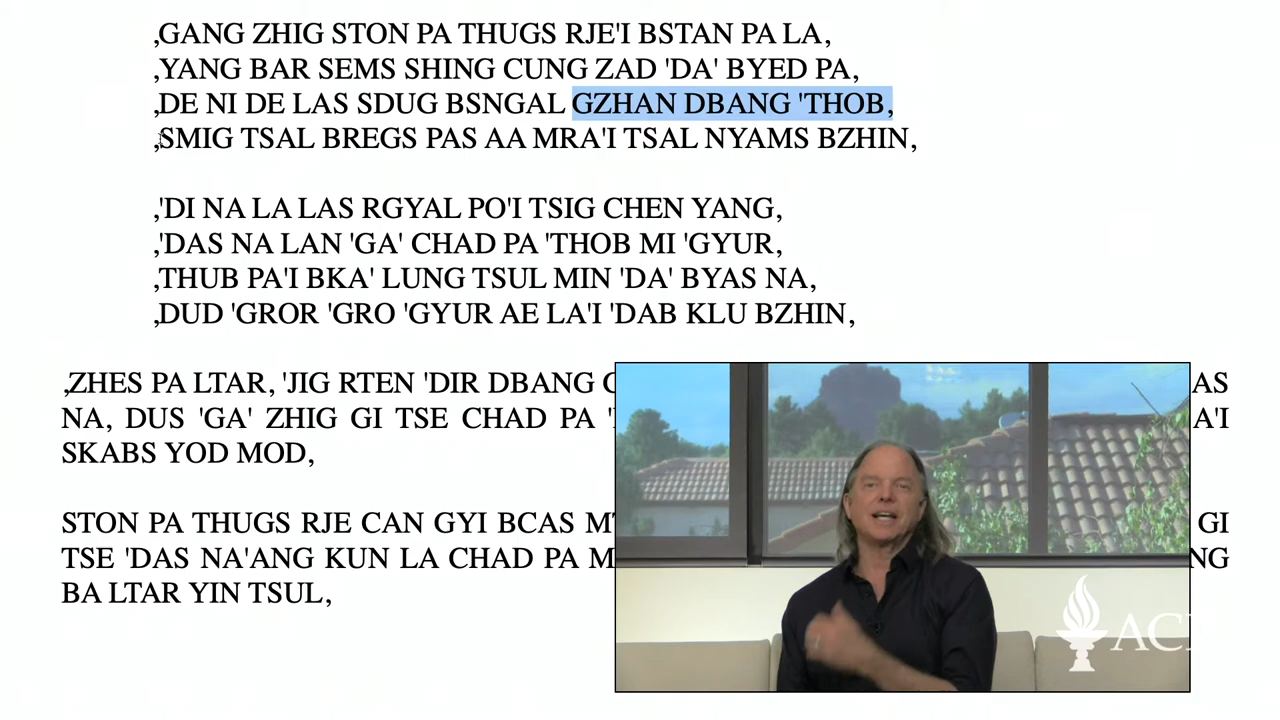 ,GANG ZHIG STON PA THUGS RJE'I BSTAN PA LA,
,YANG BAR SEMS SHING CUNG ZAD 'DA' BYED PA,
,DE NI DE LAS SDUG BSNGAL GZHAN DBANG 'THOB,
,SMIG TSAL BREGS PAS AA MRA'I TSAL NYAMS BZHIN,
,'DI NA LA LAS RGYAL PO'I TSIG CHEN YANG,
,'DAS NA LAN 'GA' CHAD PA 'THOB MI 'GYUR,
,THUB PA'I BKA' LUNG TSUL MIN 'DA' BYAS NA,
,DUD 'GROR 'GRO 'GYUR AE LA'I 'DAB KLU BZHIN,
,ZHES PA LTAR, 'JIG RTEN 'DIR DBANG
NA, DUS 'GA' ZHIG GI TSE CHAD PA
SKABS YOD MOD,
STON PA THUGS RJE CAN GYI BCAS GI
TSE 'DAS NA'ANG KUN LA CHAD PA
BA LTAR YIN TSUL,